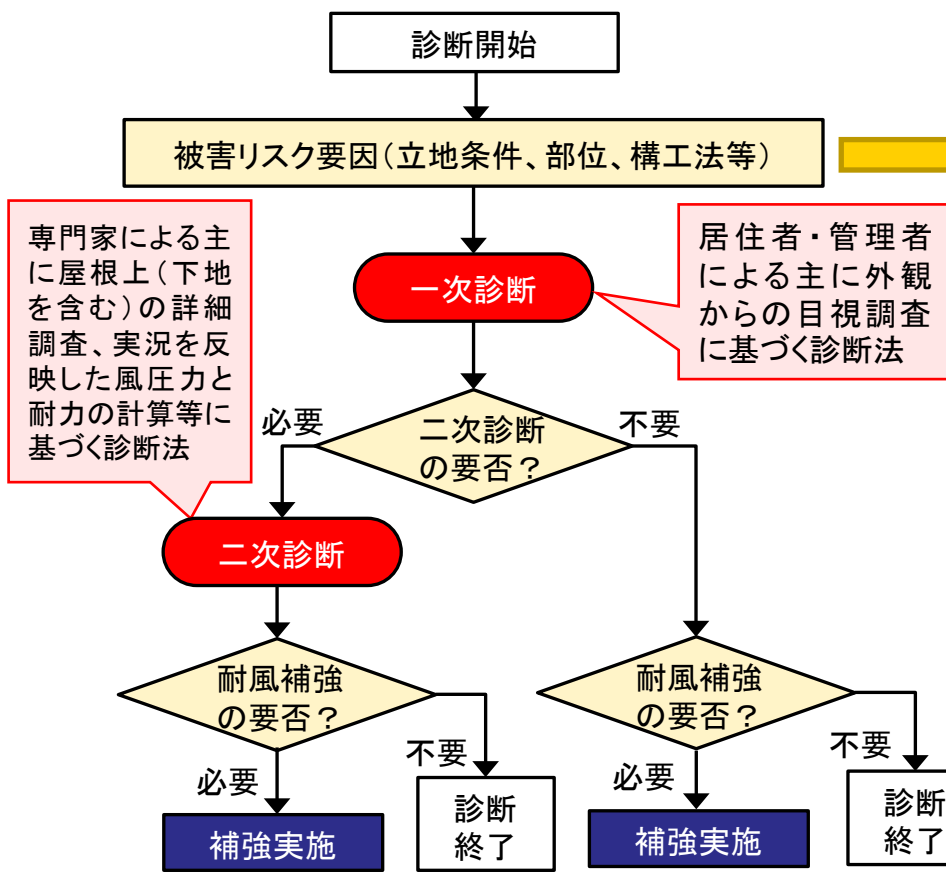 診断開始
被害リスク要因(立地条件、部位、構工法等)
専門家による主
に屋根上(下地
を含む)の詳細
調査、実況を反
映した風圧力と
耐力の計算等に
基づく診断法
居住者・管理者
による主に外観
からの目視調査
に基づく診断法
一次診断
必要
二次診断
の要否？
不要
二次診断
耐風補強
の要否？
耐風補強
の要否？
必要
不要
必要
不要
補強実施
診断
終了
補強実施
診断
終了